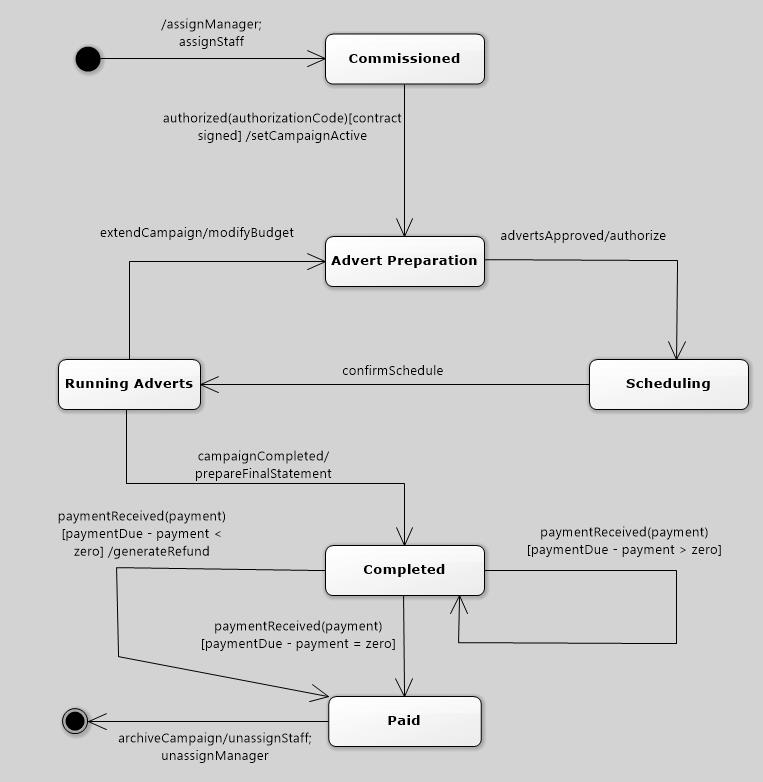 /assignManager;
assignStaff
Commissioned
authorized(authorizationCode)[contract
signed] /setCampaignActive
extendCampaign/modifyBudget
advertsApproved/authorize
Advert Preparation
Running Adverts
confirmSchedule
Scheduling
campaignCompleted/
prepareFinalStatement
paymentReceived(payment)
[paymentDue - payment <
zero] /generateRefund
paymentReceived(payment)
[paymentDue - payment > zero]
Completed
paymentReceived(payment)
[paymentDue - payment = zero]
Paid
archiveCampaign/unassignStaff;
unassignManager